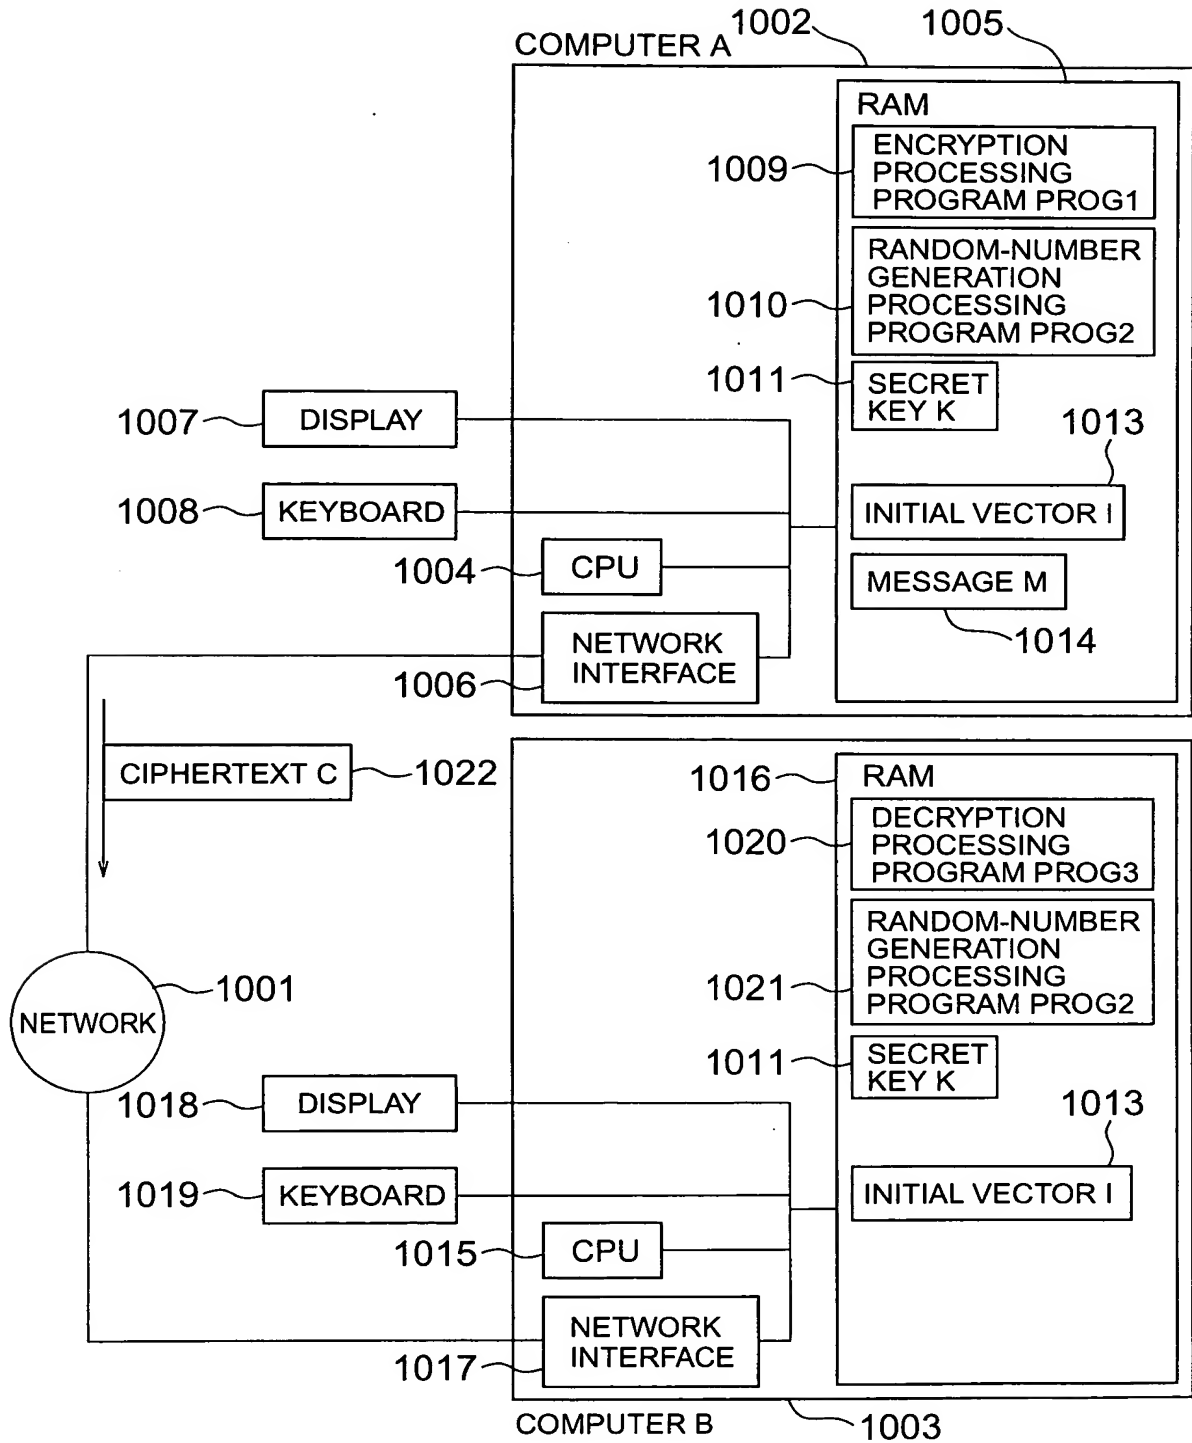 COMPUTER A
1002
1005
RAM
1009
ENCRYPTION
PROCESSING
PROGRAM PROG1
1010
RANDOM-NUMBER
GENERATION
PROCESSING
PROGRAM PROG2
1011
SECRET
KEY K
1007
DISPLAY
1013
1008
KEYBOARD
INITIAL VECTOR I
1004
CPU
MESSAGE M
1014
1006
NETWORK
INTERFACE
CIPHERTEXT C
1022
1016
RAM
1020
DECRYPTION
PROCESSING
PROGRAM PROG3
1021
RANDOM-NUMBER
GENERATION
PROCESSING
PROGRAM PROG2
1001
NETWORK
1011
SECRET
KEY K
1018
DISPLAY
1013
1019
KEYBOARD
INITIAL VECTOR I
1015
CPU
1017
NETWORK
INTERFACE
COMPUTER B
1003